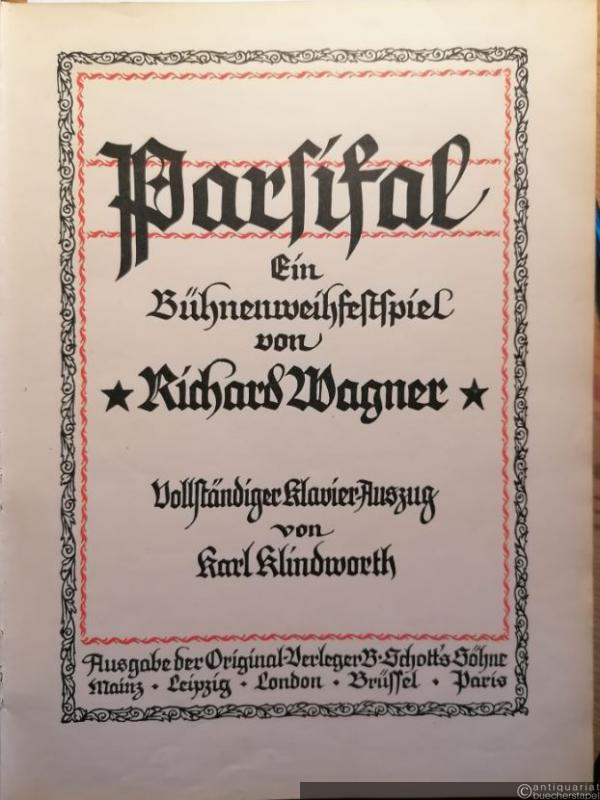 Parsifal
Ein
Bühnenweihfestspiel
von
★ Richard Wagner ★
Vollständiger Klavier-Auszug
von
Karl Klindworth
Ausgabe der Original-Verleger B. Schott's Söhne
Mainz • Leipzig • London • Brüssel • Paris
antiquariat
buecherstapel